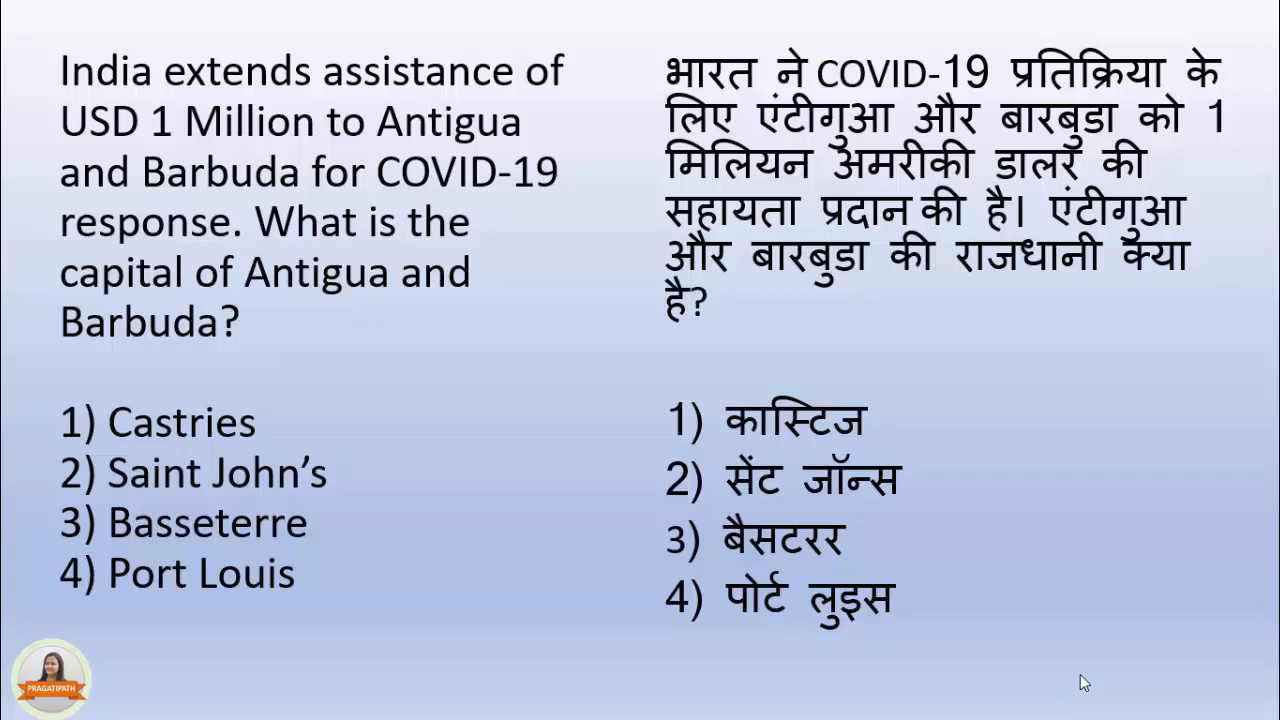 India extends assistance of
USD 1 Million to Antigua
and Barbuda for COVID-19
response. What is the
capital of Antigua and
Barbuda?
1) Castries
2) Saint John’s
3) Basseterre
4) Port Louis
भारत ने COVID-19 प्रतिक्रिया के
लिए एंटीगुआ और बारबुडा को 1
मिलियन अमरीकी डालर की
सहायता प्रदान की है। एंटीगुआ
और बारबुडा की राजधानी क्या
है?
1) कास्टिज
2) सेंट जॉन्स
3) बैसटरर
4) पोर्ट लुइस
PRAGATIPATH